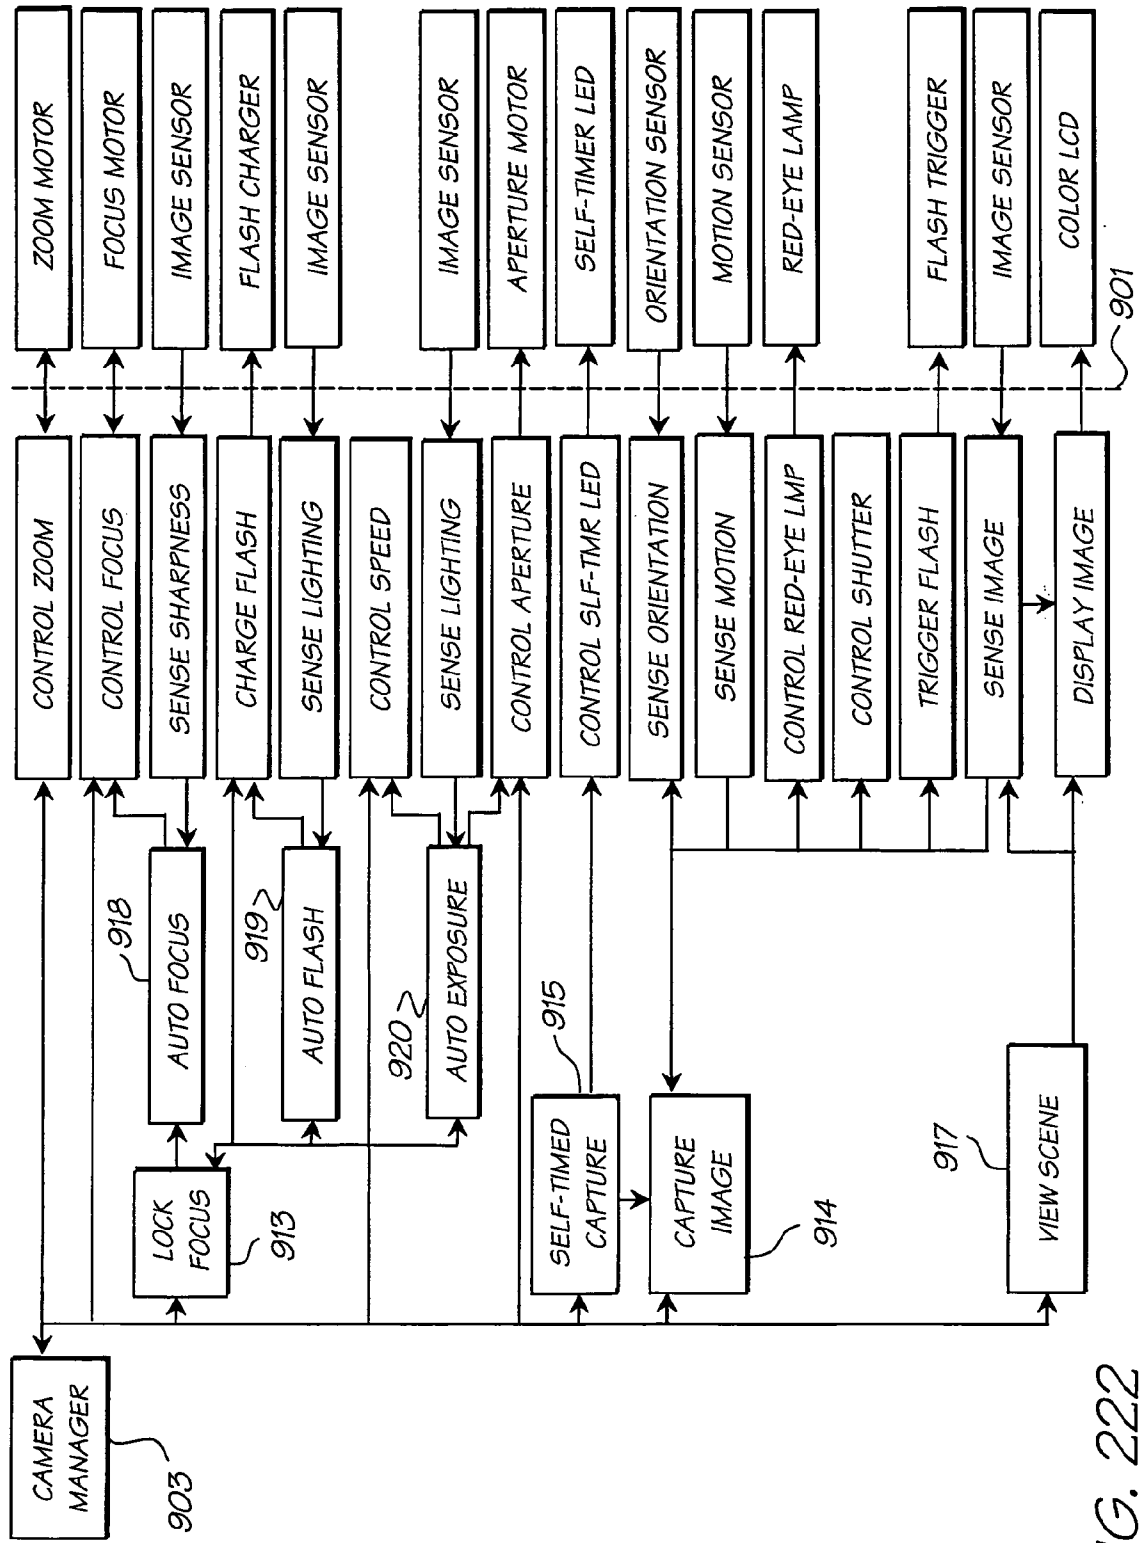 CAMERA
MANAGER
903
LOCK
FOCUS
913
SELF-TIMED
CAPTURE
915
CAPTURE
IMAGE
914
VIEW SCENE
917
AUTO FOCUS
918
AUTO FLASH
919
AUTO EXPOSURE
920
CONTROL ZOOM
CONTROL FOCUS
SENSE SHARPNESS
CHARGE FLASH
SENSE LIGHTING
CONTROL SPEED
SENSE LIGHTING
CONTROL APERTURE
CONTROL SLF-TMR LED
SENSE ORIENTATION
SENSE MOTION
CONTROL RED-EYE LMP
CONTROL SHUTTER
TRIGGER FLASH
SENSE IMAGE
DISPLAY IMAGE
ZOOM MOTOR
FOCUS MOTOR
IMAGE SENSOR
FLASH CHARGER
IMAGE SENSOR
IMAGE SENSOR
APERTURE MOTOR
SELF-TIMER LED
ORIENTATION SENSOR
MOTION SENSOR
RED-EYE LAMP
FLASH TRIGGER
IMAGE SENSOR
COLOR LCD
901
IG. 222